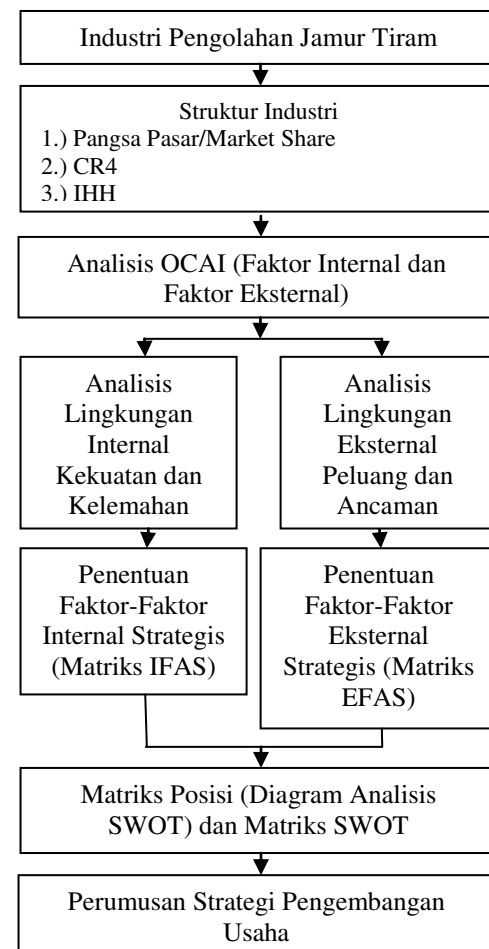 Industri Pengolahan Jamur Tiram
Struktur Industri
1.) Pangsa Pasar/Market Share
2.) CR4
3.) IHH
Analisis OCAI (Faktor Internal dan
Faktor Eksternal)
Analisis
Lingkungan
Internal
Kekuatan dan
Kelemahan
Analisis
Lingkungan
Eksternal
Peluang dan
Ancaman
Penentuan
Faktor-Faktor
Internal Strategis
(Matriks IFAS)
Penentuan
Faktor-Faktor
Eksternal
Strategis (Matriks
EFAS)
Matriks Posisi (Diagram Analisis
SWOT) dan Matriks SWOT
Perumusan Strategi Pengembangan
Usaha